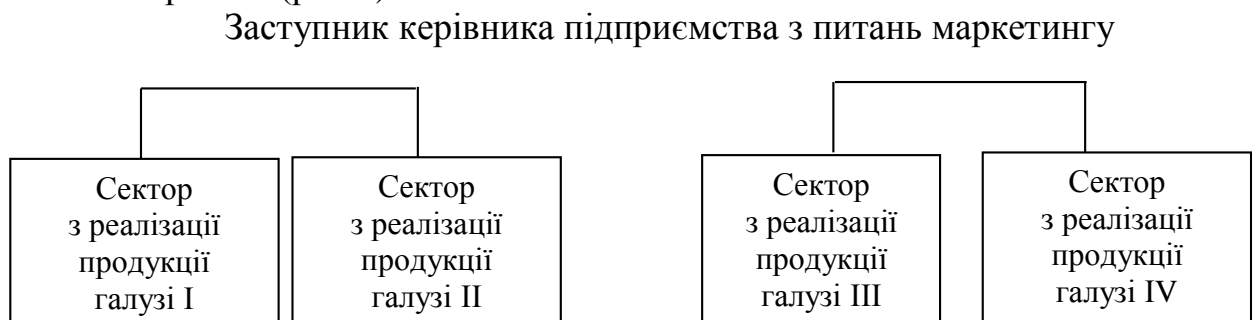 Заступник керівника підприємства з питань маркетингу
Сектор
з реалізації
продукції
галузі I
Сектор
з реалізації
продукції
галузі II
Сектор
з реалізації
продукції
галузі III
Сектор
з реалізації
продукції
галузі IV